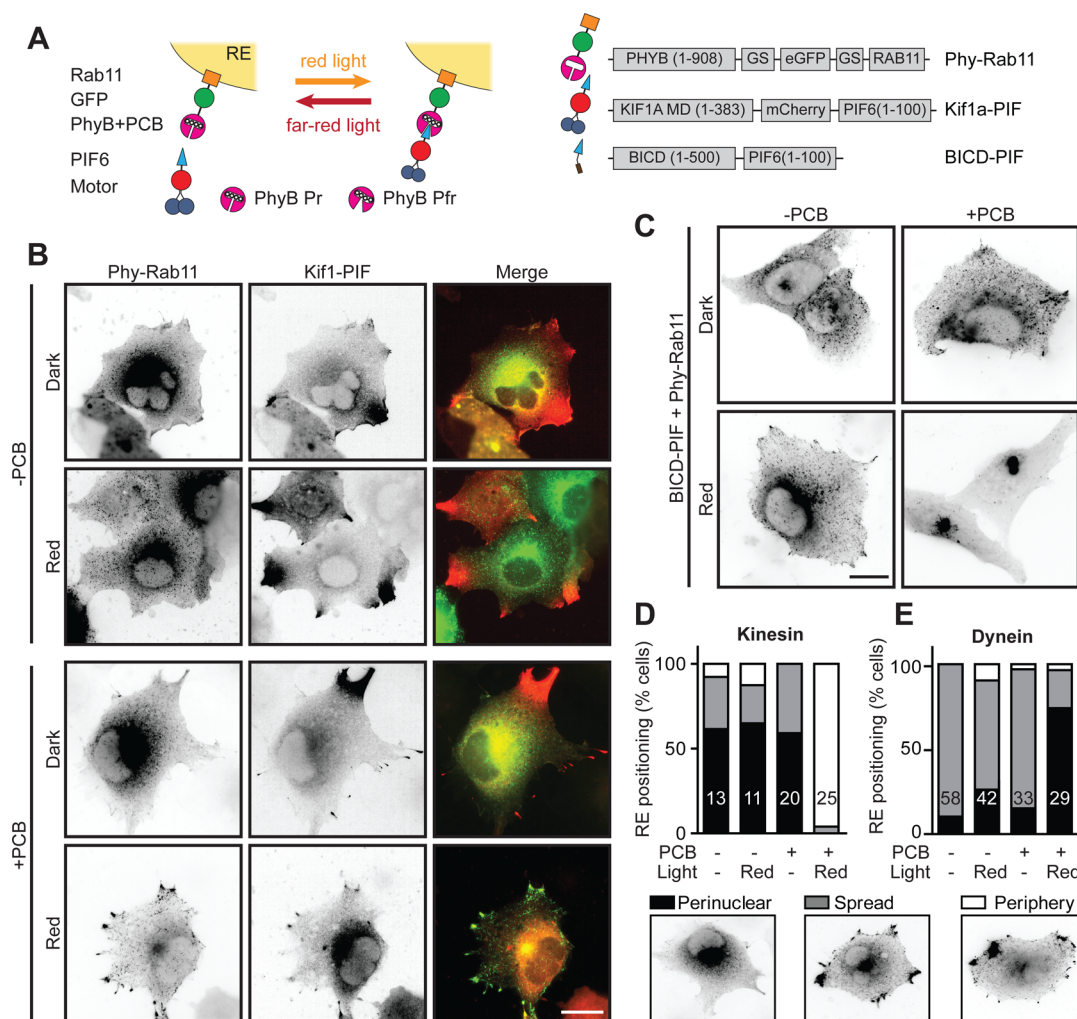 A
RE
Rab11
GFP
PhyB+PCB
PIF6
Motor
red light
far-red light
PhyB Pr
PhyB Pfr
PHYB (1-908) GS eGFP GS RAB11 Phy-Rab11
KIF1A MD (1-383) mCherry PIF6(1-100) Kif1a-PIF
BICD (1-500) PIF6(1-100) BICD-PIF
B
Phy-Rab11 Kif1-PIF Merge
-PCB
Dark
Red
+PCB
Dark
Red
C
-PCB +PCB
BICD-PIF + Phy-Rab11
Dark
Red
D
Kinesin
RE positioning (% cells)
100
50
0
13 11 20 25
PCB - - + +
Light - Red - Red
E
Dynein
RE positioning (% cells)
100
50
0
58 42 33 29
PCB - - + +
Light - Red - Red
Perinuclear Spread Periphery